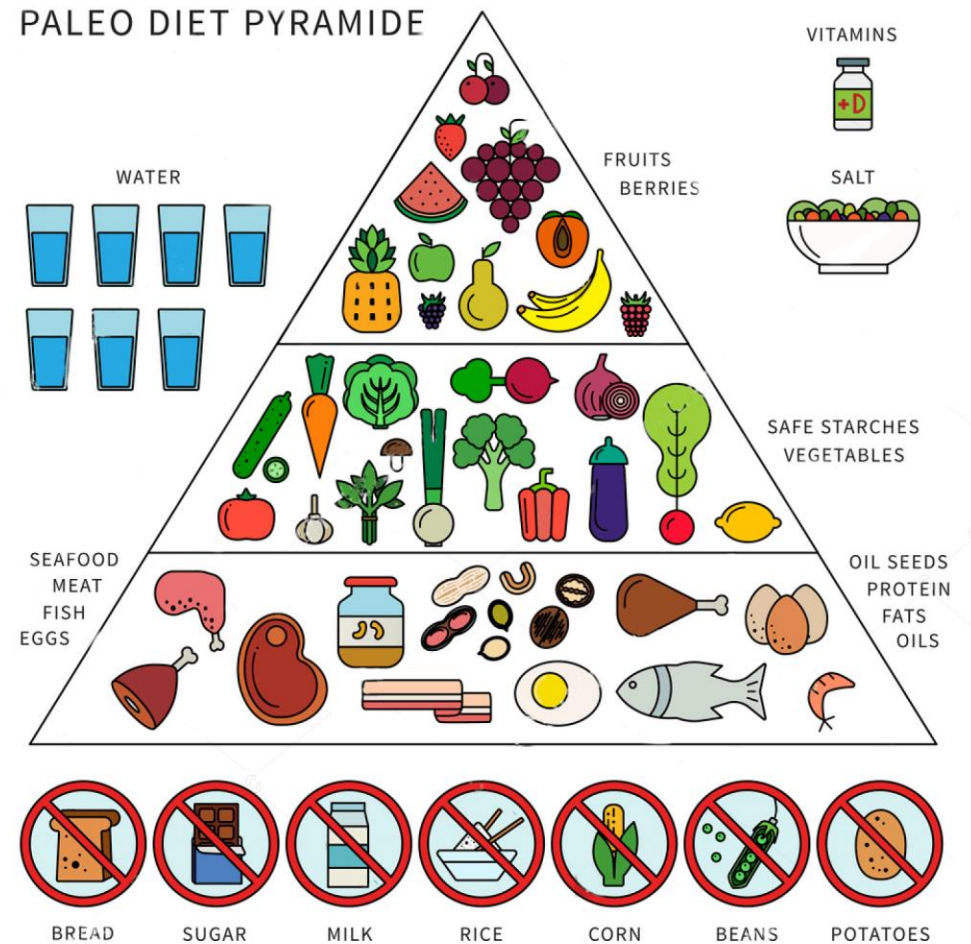 PALEO DIET PYRAMIDE
VITAMINS
+D
FRUITS
BERRIES
WATER
SALT
SAFE STARCHES
VEGETABLES
SEAFOOD
MEAT
FISH
EGGS
OIL SEEDS
PROTEIN
FATS
OILS
BREAD
SUGAR
MILK
RICE
CORN
BEANS
POTATOES